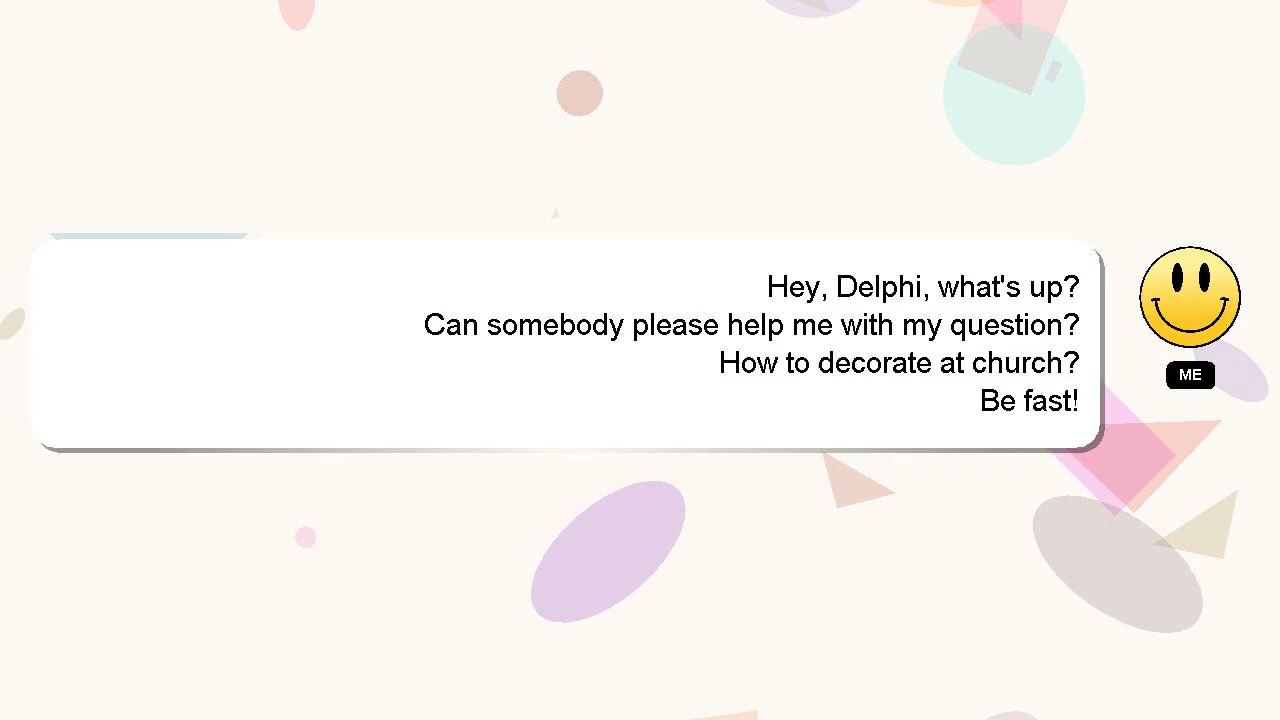 Hey, Delphi, what's up?
Can somebody please help me with my question?
How to decorate at church?
Be fast!
ME